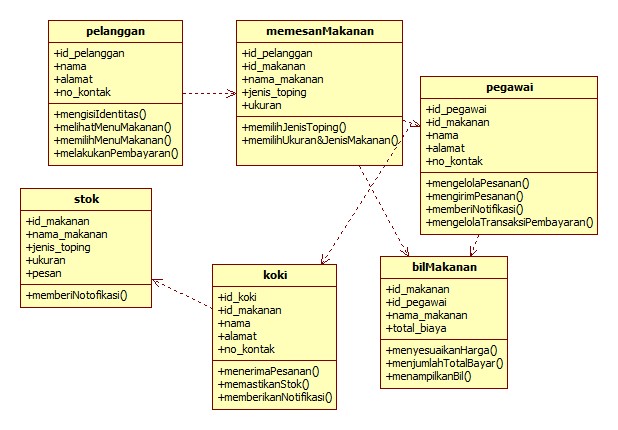 pelanggan
+id_pelanggan
+nama
+alamat
+no_kontak
+mengisiIdentitas()
+melihatMenuMakanan()
+memilihMenuMakanan()
+melakukanPembayaran()
memesanMakanan
+id_pelanggan
+id_makanan
+nama_makanan
+jenis_toping
+ukuran
+memilihJenisToping()
+memilihUkuran&JenisMakanan()
pegawai
+id_pegawai
+id_makanan
+nama
+alamat
+no_kontak
+mengelolaPesanan()
+mengirimPesanan()
+memberiNotifikasi()
+mengelolaTransaksiPembayaran()
stok
+id_makanan
+nama_makanan
+jenis_toping
+ukuran
+pesan
+memberiNotofikasi()
koki
+id_koki
+id_makanan
+nama
+alamat
+no_kontak
+menerimaPesanan()
+memastikanStok()
+memberikanNotifikasi()
bilMakanan
+id_makanan
+id_pegawai
+nama_makanan
+total_biaya
+menyesuaikanHarga()
+menjumlahTotalBayar()
+menampilkanBil()